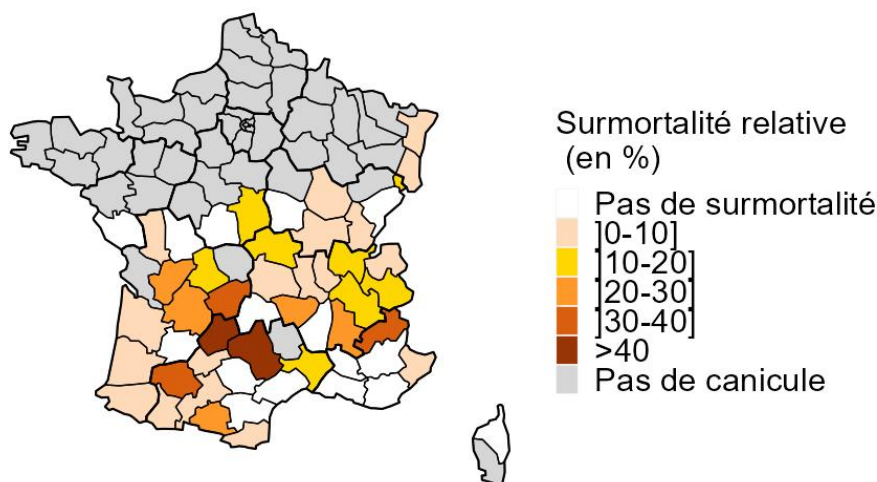 Surmortalité relative
(en %)
Pas de surmortalité
]0-10]
]10-20]
]20-30]
]30-40]
>40
Pas de canicule